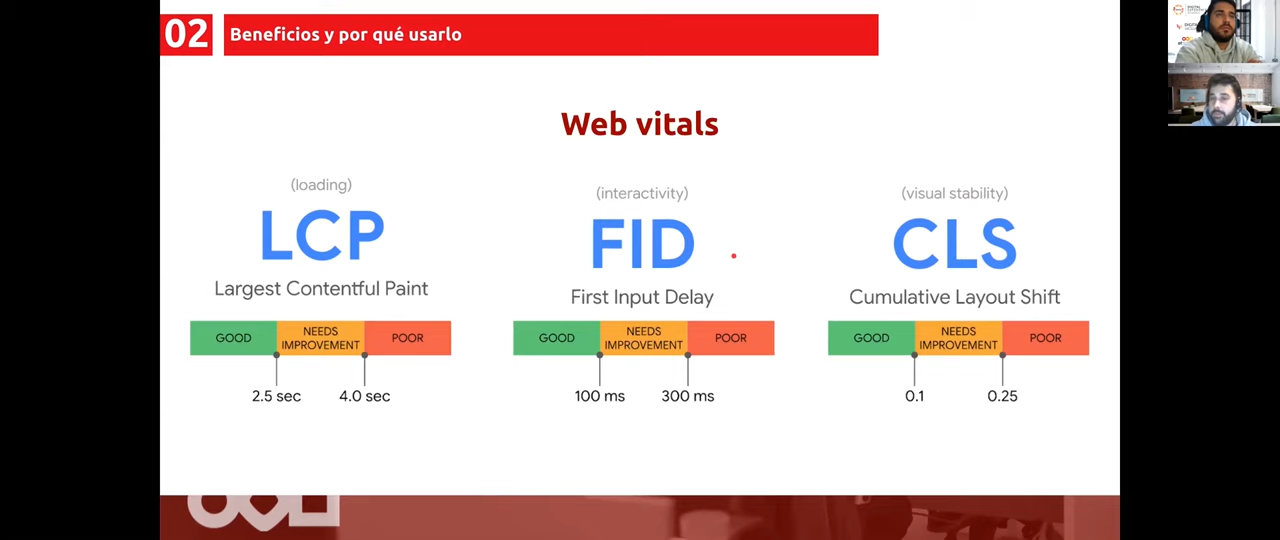 02
Beneficios y por qué usarlo
Web vitals
(loading)
LCP
Largest Contentful Paint
GOOD
NEEDS
IMPROVEMENT
POOR
2.5 sec
4.0 sec
(interactivity)
FID
First Input Delay
GOOD
NEEDS
IMPROVEMENT
POOR
100 ms
300 ms
(visual stability)
CLS
Cumulative Layout Shift
GOOD
NEEDS
IMPROVEMENT
POOR
0.1
0.25